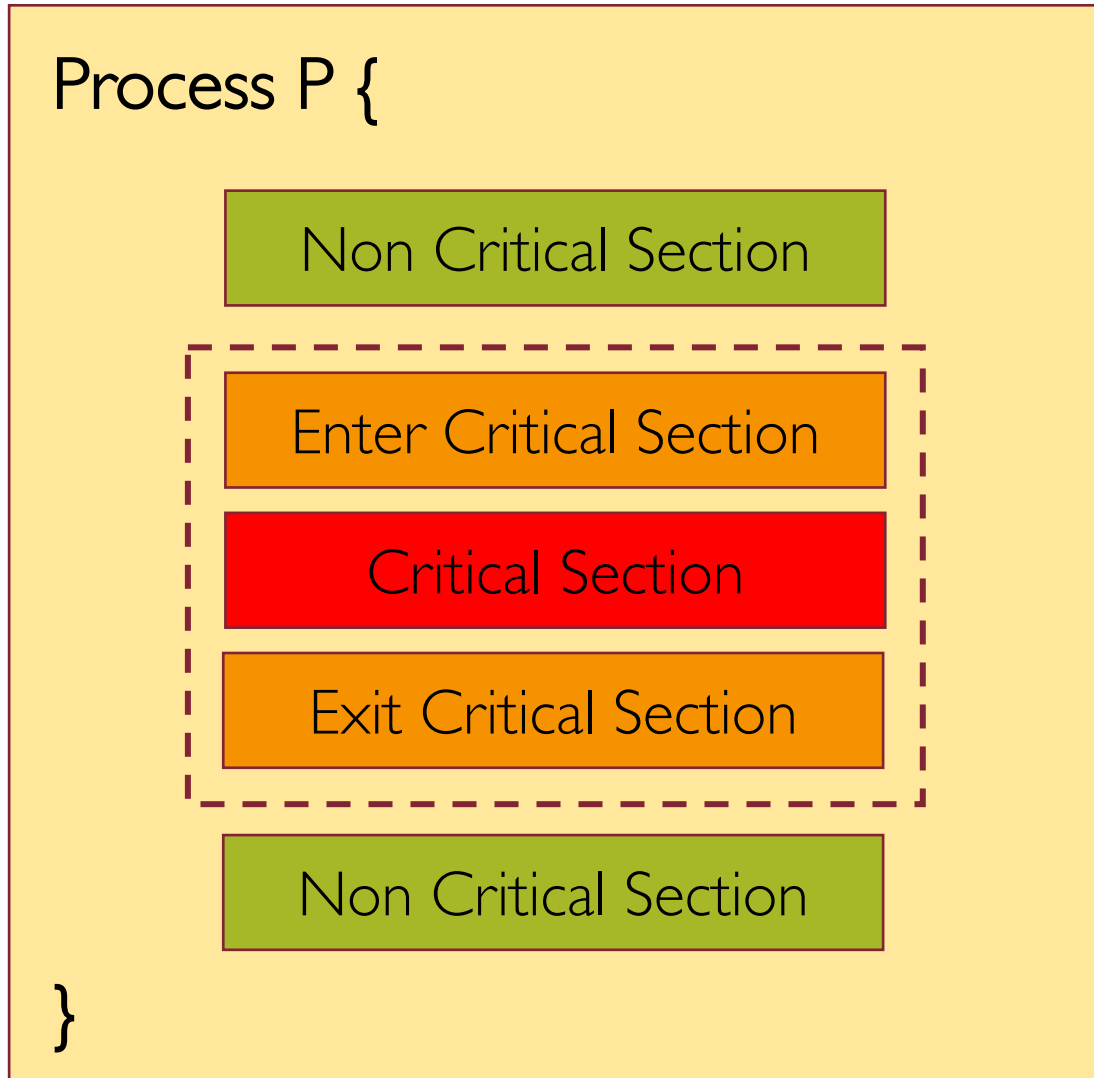 Process P {
Non Critical Section
Enter Critical Section
Critical Section
Exit Critical Section
Non Critical Section
}